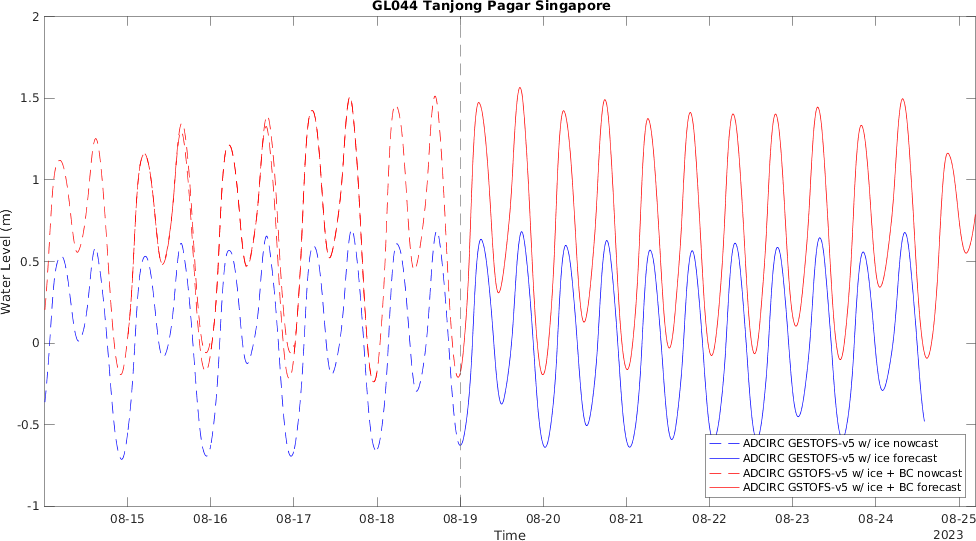 GL044 Tanjong Pagar Singapore
2
1.5
1
0.5
0
-0.5
-1
Water Level (m)
08-15 08-16 08-17 08-18 08-19 08-20 08-21 08-22 08-23 08-24 08-25
2023
Time
ADCIRC GESTOFS-v5 w/ ice nowcast
ADCIRC GESTOFS-v5 w/ ice forecast
ADCIRC GSTOFS-v5 w/ ice + BC nowcast
ADCIRC GSTOFS-v5 w/ ice + BC forecast